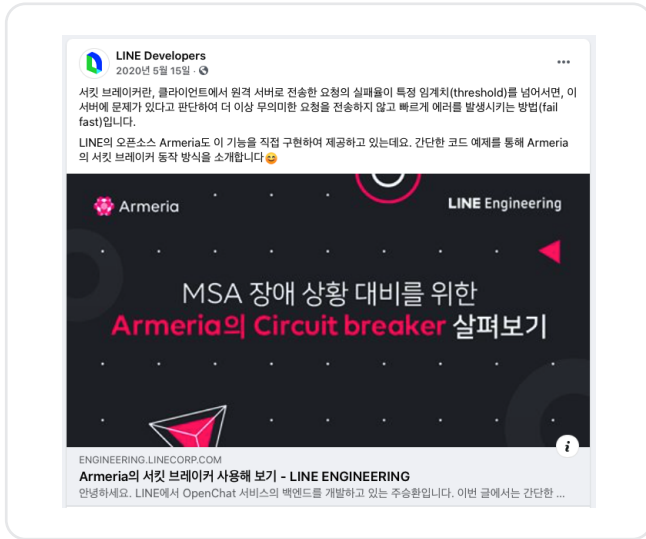 LINE Developers
2020년 5월 15일 ·
서킷 브레이커란, 클라이언트에서 원격 서버로 전송한 요청의 실패율이 특정 임계치(threshold)를 넘어서면, 이
서버에 문제가 있다고 판단하여 더 이상 무의미한 요청을 전송하지 않고 빠르게 에러를 발생시키는 방법(fail
fast)입니다.
LINE의 오픈소스 Armeria도 이 기능을 직접 구현하여 제공하고 있는데요. 간단한 코드 예제를 통해 Armeria
의 서킷 브레이커 동작 방식을 소개합니다😊
Armeria
LINE Engineering
MSA 장애 상황 대비를 위한
Armeria의 Circuit breaker 살펴보기
ENGINEERING.LINECORP.COM
Armeria의 서킷 브레이커 사용해 보기 - LINE ENGINEERING
안녕하세요. LINE에서 OpenChat 서비스의 백엔드를 개발하고 있는 주승환입니다. 이번 글에서는 간단한 ...